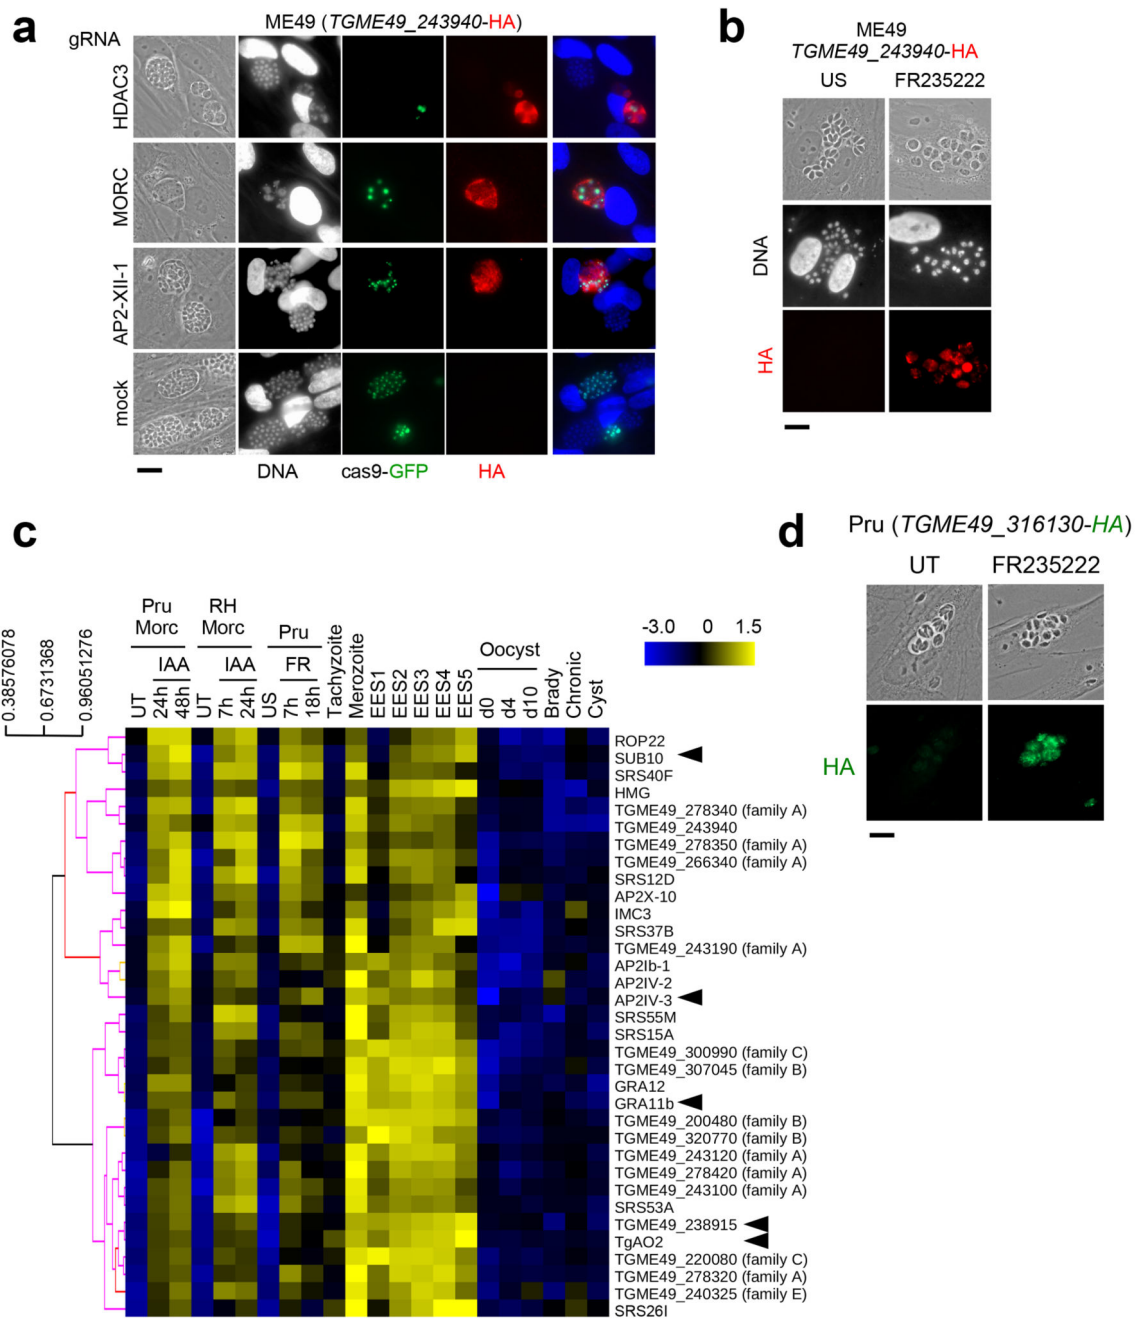 a
ME49 (TGME49_243940-HA)
gRNA
HDAC3
MORC
AP2-XII-1
mock
DNA
cas9-GFP
HA
b
ME49
TGME49_243940-HA
US
FR235222
DNA
HA
c
0.38576078
0.6731368
0.96051276
Pru
Morc
RH
Morc
Pru
IAA
IAA
FR
Oocyst
UT
24h
48h
UT
7h
24h
US
7h
18h
Tachyzoite
Merozoite
EES1
EES2
EES3
EES4
EES5
d0
d4
d10
Brady
Chronic
Cyst
-3.0 0 1.5
ROP22
SUB10
SRS40F
HMG
TGME49_278340 (family A)
TGME49_243940
TGME49_278350 (family A)
TGME49_266340 (family A)
SRS12D
AP2X-10
IMC3
SRS37B
TGME49_243190 (family A)
AP2Ib-1
AP2IV-2
AP2IV-3
SRS55M
SRS15A
TGME49_300990 (family C)
TGME49_307045 (family B)
GRA12
GRA11b
TGME49_200480 (family B)
TGME49_320770 (family B)
TGME49_243120 (family A)
TGME49_278420 (family A)
TGME49_243100 (family A)
SRS53A
TGME49_238915
TgAO2
TGME49_220080 (family C)
TGME49_278320 (family A)
TGME49_240325 (family E)
SRS26I
d
Pru (TGME49_316130-HA)
UT
FR235222
HA